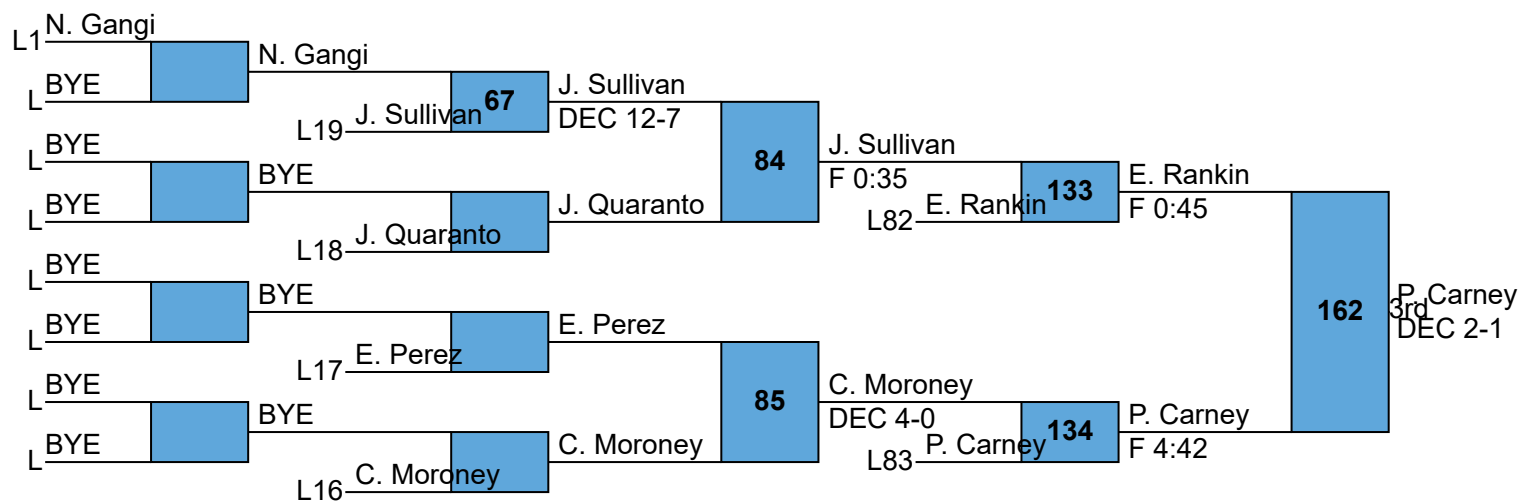 L1 N. Gangi
N. Gangi
L BYE
67
J. Sullivan
DEC 12-7
L19 J. Sullivan
L BYE
BYE
L BYE
84
J. Sullivan
F 0:35
J. Quaranto
L18 J. Quaranto
133
E. Rankin
F 0:45
L82 E. Rankin
L BYE
BYE
L BYE
E. Perez
L17 E. Perez
162
3rd
P. Carney
DEC 2-1
L BYE
BYE
L BYE
85
C. Moroney
DEC 4-0
C. Moroney
L16 C. Moroney
134
P. Carney
F 4:42
L83 P. Carney